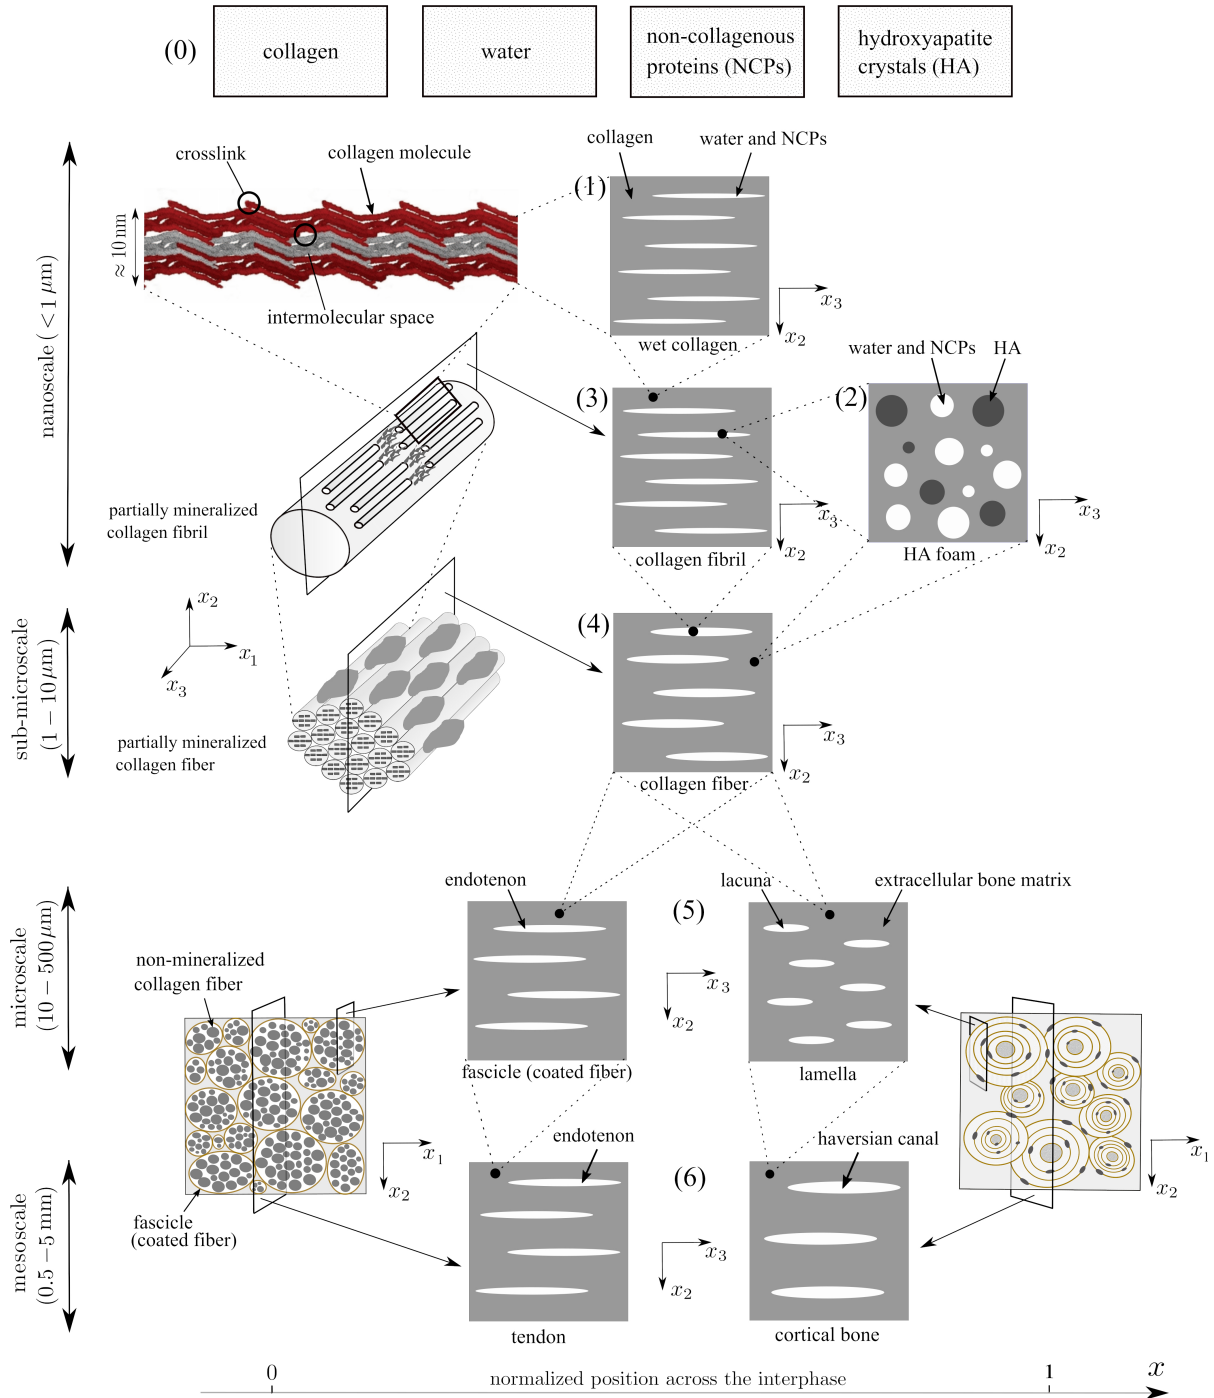 (0)
collagen
water
non-collagenous
proteins (NCPs)
hydroxyapatite
crystals (HA)
nanoscale (< 1 μm)
crosslink
collagen molecule
≈ 10 nm
intermolecular space
(1)
collagen
water and NCPs
wet collagen
x3
x2
partially mineralized
collagen fibril
(3)
collagen fibril
x3
x2
(2)
water and NCPs
HA
HA foam
x3
x2
sub-microscale
(1 − 10 μm)
x2
x1
x3
partially mineralized
collagen fiber
(4)
collagen fiber
x3
x2
microscale
(10 − 500 μm)
non-mineralized
collagen fiber
endotenon
fascicle (coated fiber)
(5)
x3
x2
lacuna
extracellular bone matrix
lamella
mesoscale
(0.5 − 5 mm)
fascicle
(coated fiber)
x1
x2
endotenon
tendon
(6)
x3
x2
haversian canal
cortical bone
x1
x2
0
normalized position across the interphase
1
x